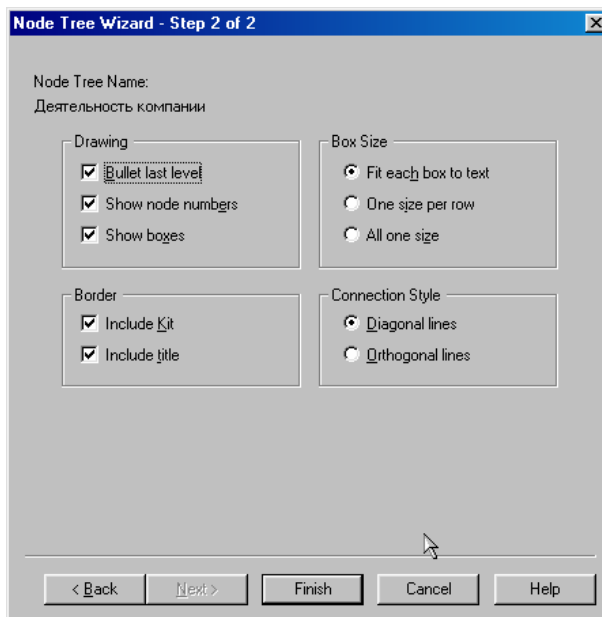 Node Tree Wizard - Step 2 of 2
Node Tree Name:
Деятельность компании
Drawing
Bullet last level
Show node numbers
Show boxes
Box Size
Fit each box to text
One size per row
All one size
Border
Include Kit
Include title
Connection Style
Diagonal lines
Orthogonal lines
< Back
Next >
Finish
Cancel
Help